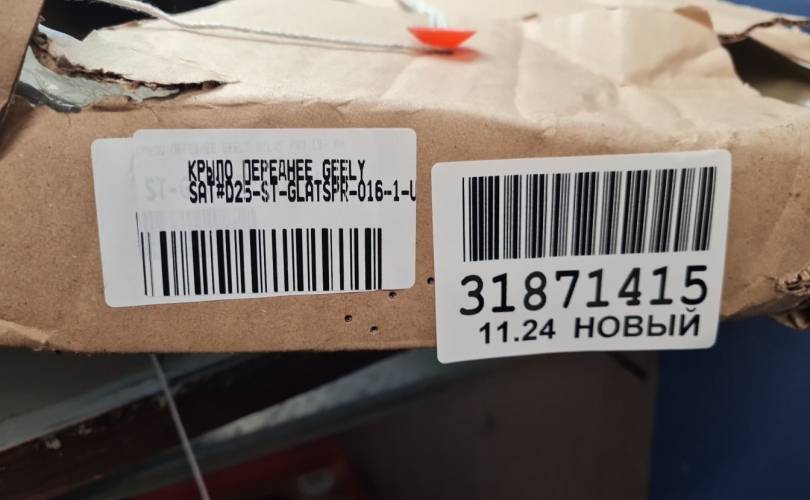 КРЫЛО ПЕРЕДНЕЕ GEELY
SAT#D25-ST-GLATSPR-016-1-U
31871415
11.24 НОВЫЙ